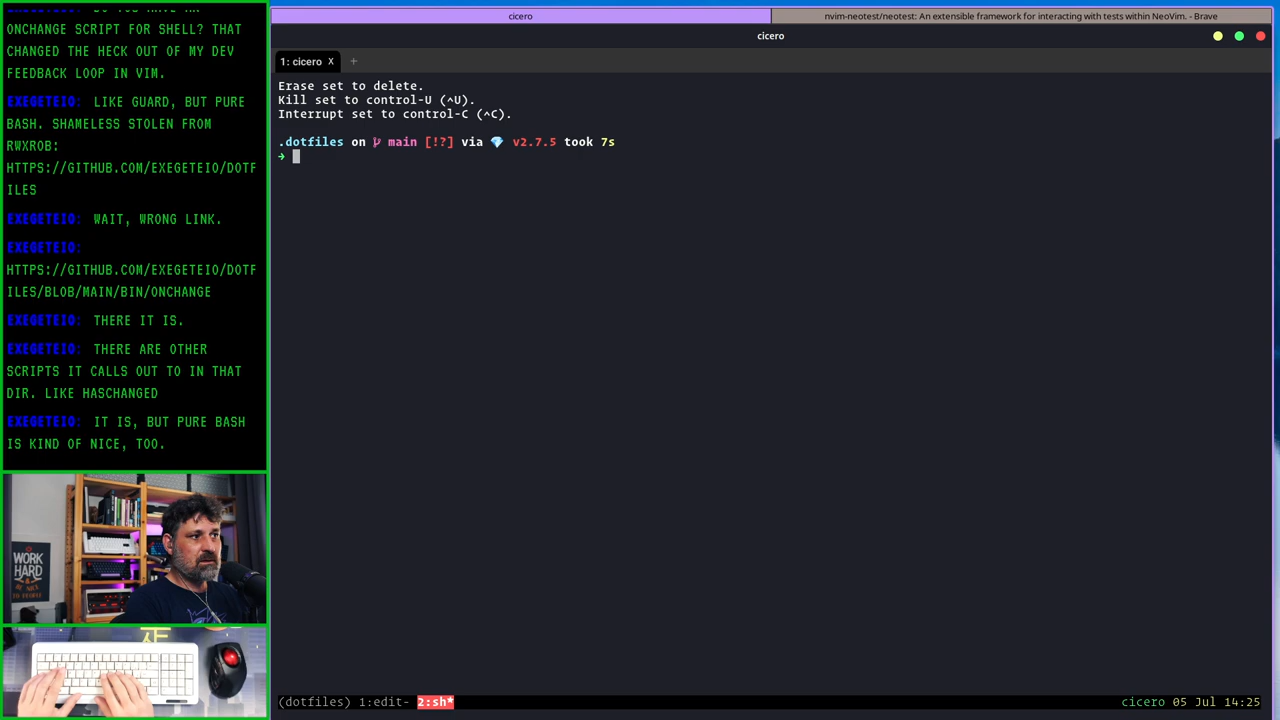 ONCHANGE SCRIPT FOR SHELL? THAT
CHANGED THE HECK OUT OF MY DEV
FEEDBACK LOOP IN VIM.
EXEGETEIO: LIKE GUARD, BUT PURE
BASH. SHAMELESS STOLEN FROM
RWXROB:
HTTPS://GITHUB.COM/EXEGETEIO/DOTF
ILES
EXEGETEIO: WAIT, WRONG LINK.
EXEGETEIO:
HTTPS://GITHUB.COM/EXEGETEIO/DOTF
ILES/BLOB/MAIN/BIN/ONCHANGE
EXEGETEIO: THERE IT IS.
EXEGETEIO: THERE ARE OTHER
SCRIPTS IT CALLS OUT TO IN THAT
DIR. LIKE HASCHANGED
EXEGETEIO: IT IS, BUT PURE BASH
IS KIND OF NICE, TOO.
WORK
HARD
BE NICE
TO PEOPLE
cicero
nvim-neotest/neotest: An extensible framework for interacting with tests within NeoVim. - Brave
cicero
1: cicero X +
Erase set to delete.
Kill set to control-U (^U).
Interrupt set to control-C (^C).
.dotfiles on main [!?] via 💎 v2.7.5 took 7s
→
(dotfiles) 1:edit- 2:sh*
cicero 05 Jul 14:25